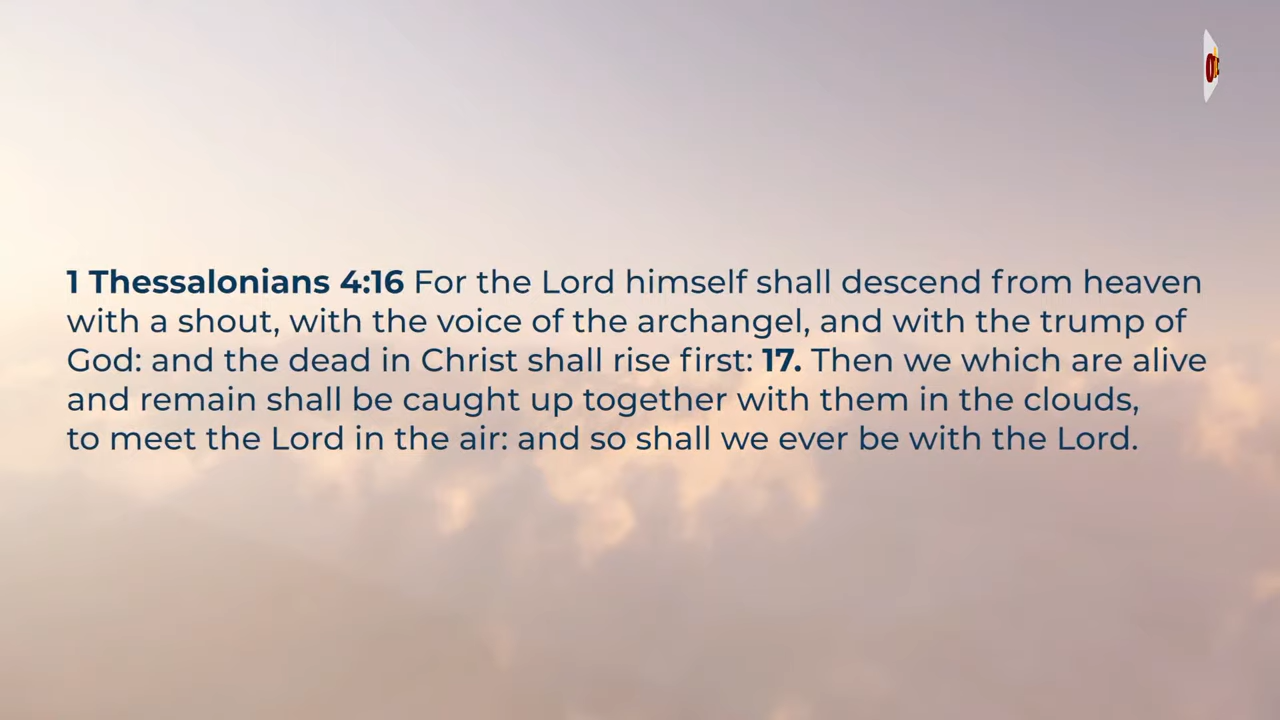 1 Thessalonians 4:16 For the Lord himself shall descend from heaven
with a shout, with the voice of the archangel, and with the trump of
God: and the dead in Christ shall rise first: 17. Then we which are alive
and remain shall be caught up together with them in the clouds,
to meet the Lord in the air: and so shall we ever be with the Lord.